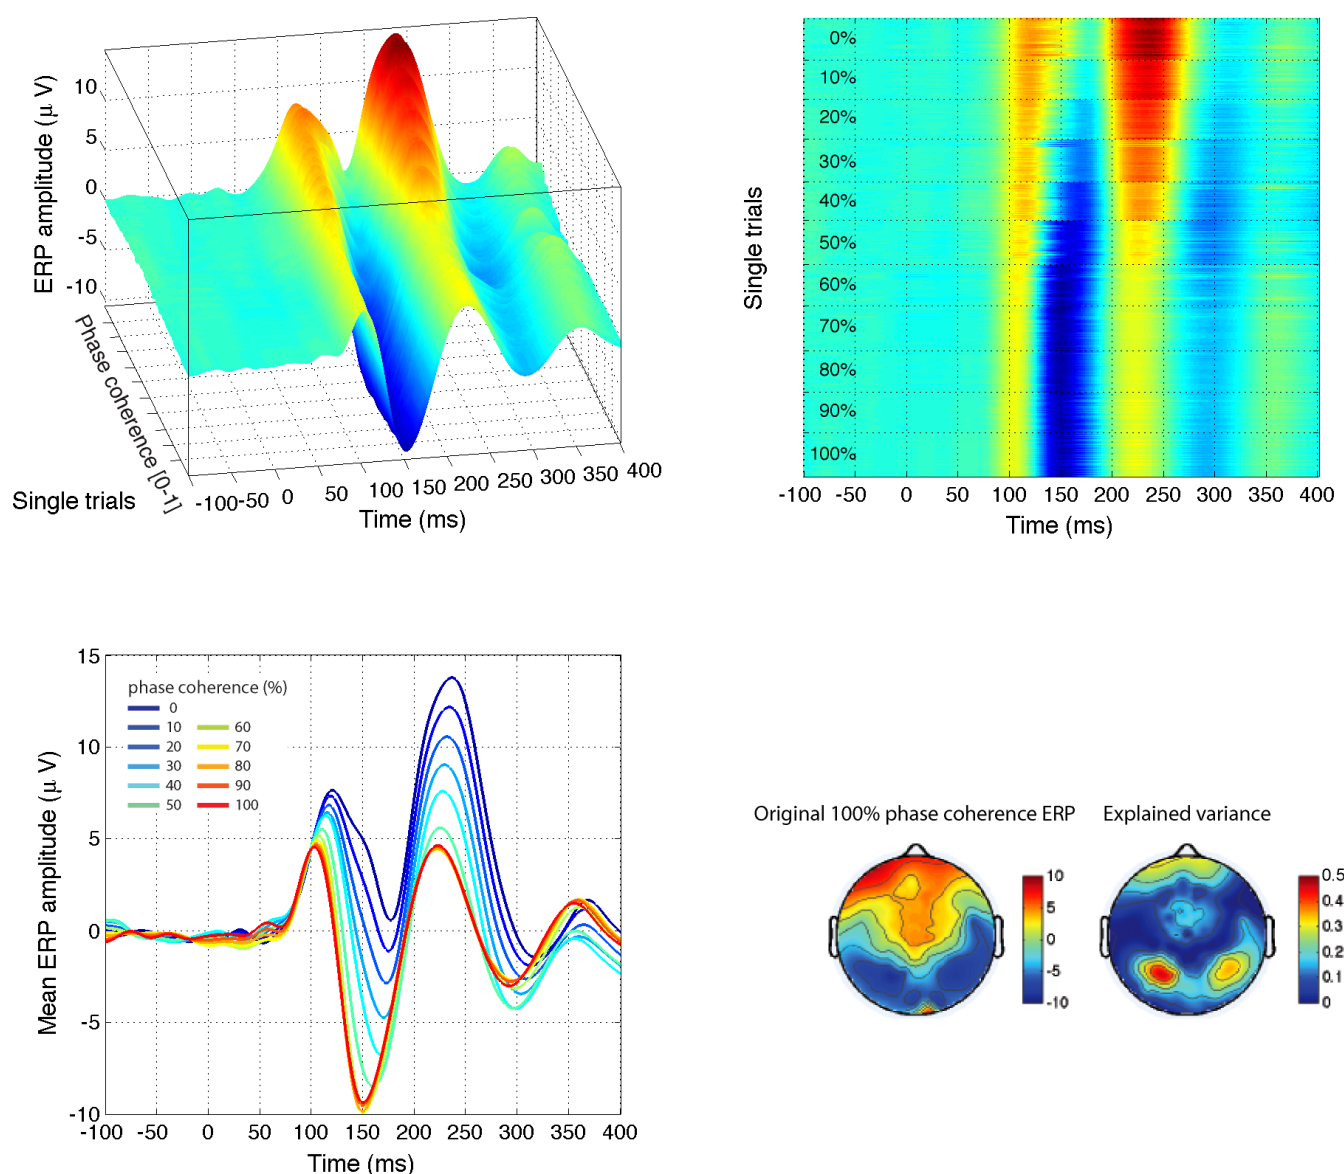 ERP amplitude (μ V)
10
5
0
-5
-10
Phase coherence [0-1]
Single trials
-100 -50 0 50 100 150 200 250 300 350 400
Time (ms)
Single trials
0%
10%
20%
30%
40%
50%
60%
70%
80%
90%
100%
-100 -50 0 50 100 150 200 250 300 350 400
Time (ms)
Mean ERP amplitude (μ V)
15
10
5
0
-5
-10
phase coherence (%)
0
10 60
20 70
30 80
40 90
50 100
-100 -50 0 50 100 150 200 250 300 350 400
Time (ms)
Original 100% phase coherence ERP
10
5
0
-5
-10
Explained variance
0.5
0.4
0.3
0.2
0.1
0